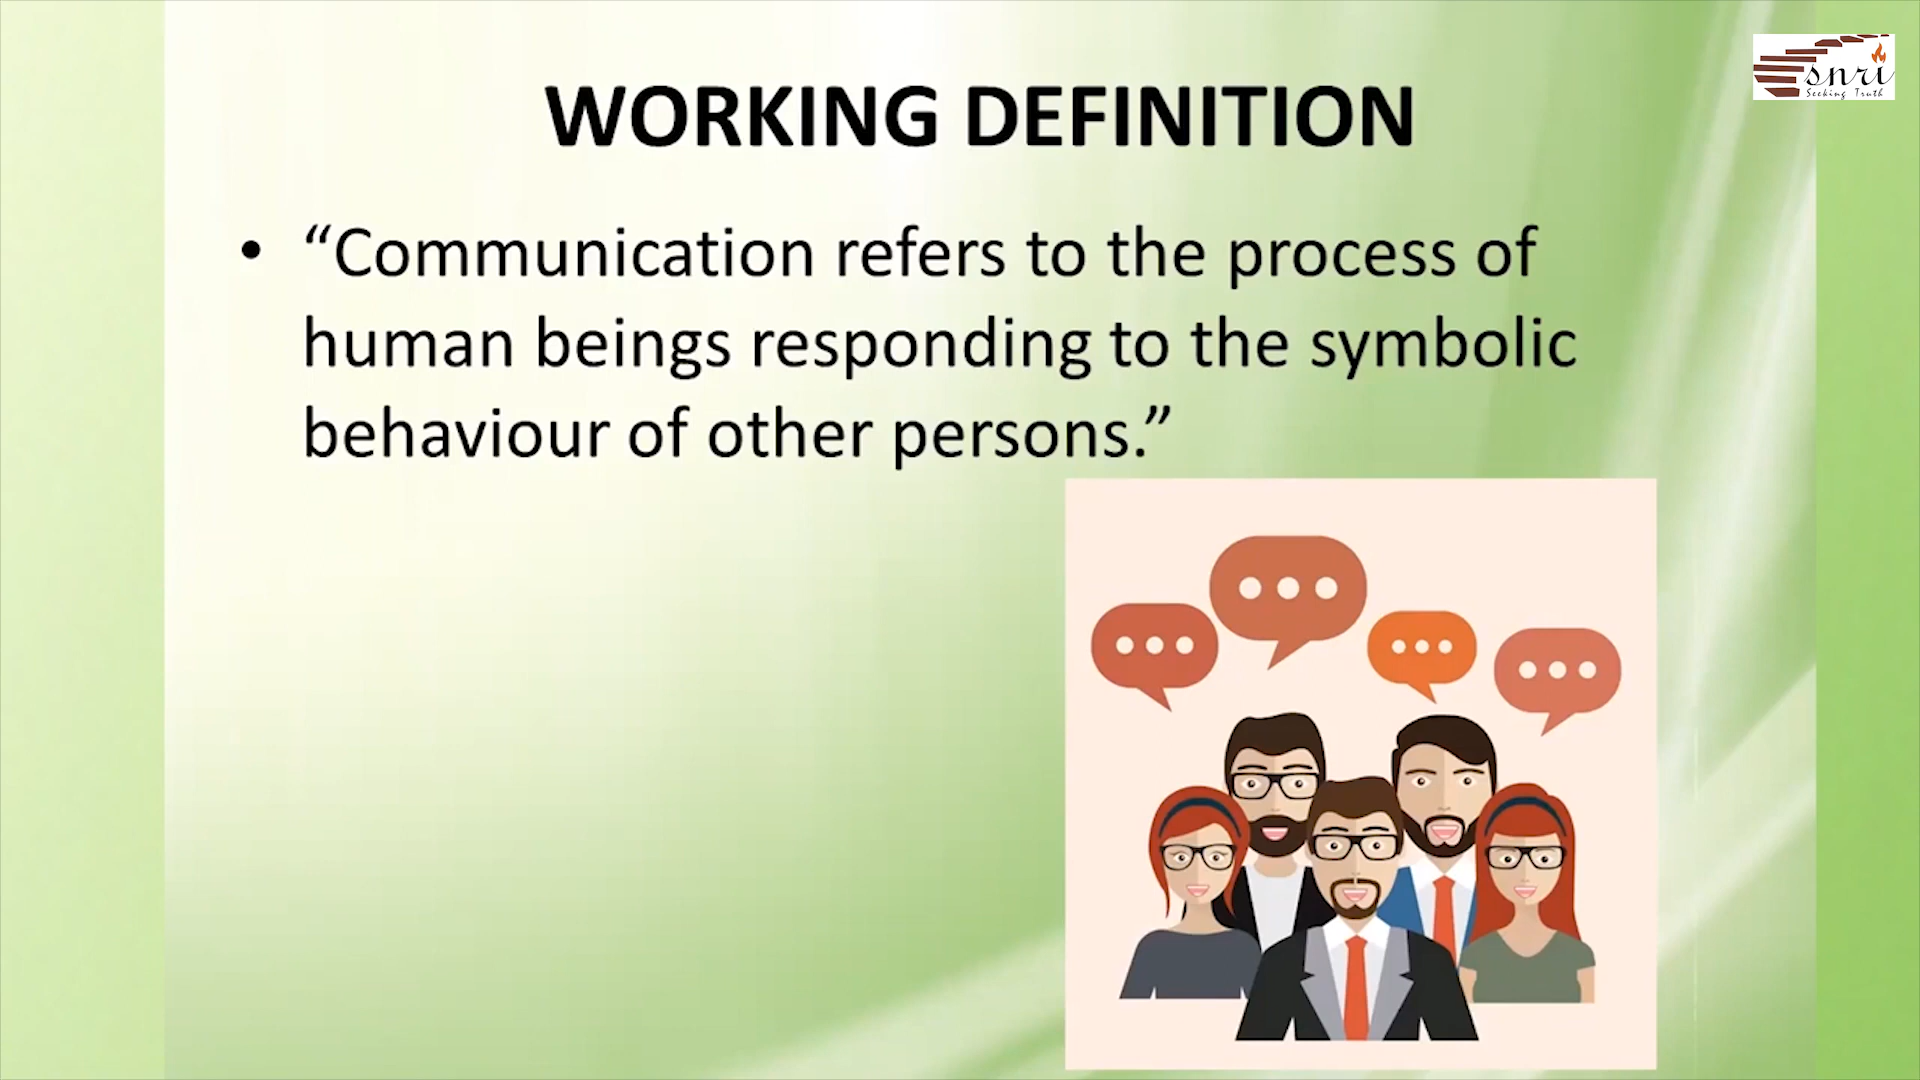 snri
Seeking Truth
WORKING DEFINITION
• “Communication refers to the process of
human beings responding to the symbolic
behaviour of other persons.”